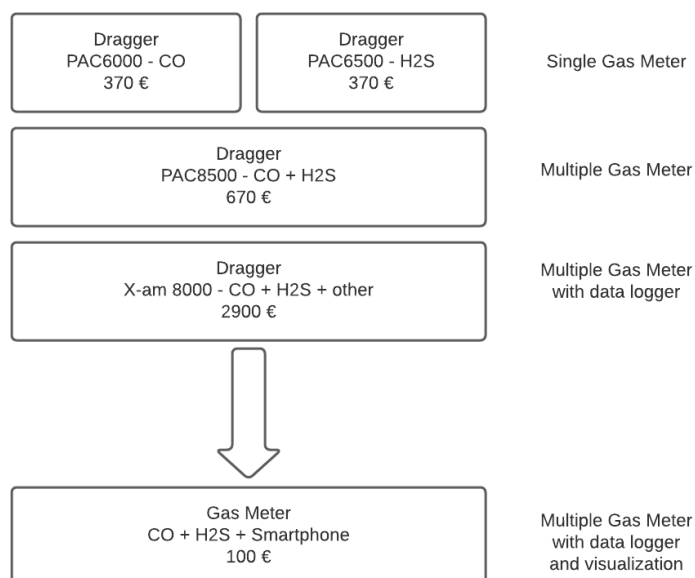 Dragger
PAC6000 - CO
370 €
Dragger
PAC6500 - H2S
370 €
Single Gas Meter
Dragger
PAC8500 - CO + H2S
670 €
Multiple Gas Meter
Dragger
X-am 8000 - CO + H2S + other
2900 €
Multiple Gas Meter
with data logger
Gas Meter
CO + H2S + Smartphone
100 €
Multiple Gas Meter
with data logger
and visualization